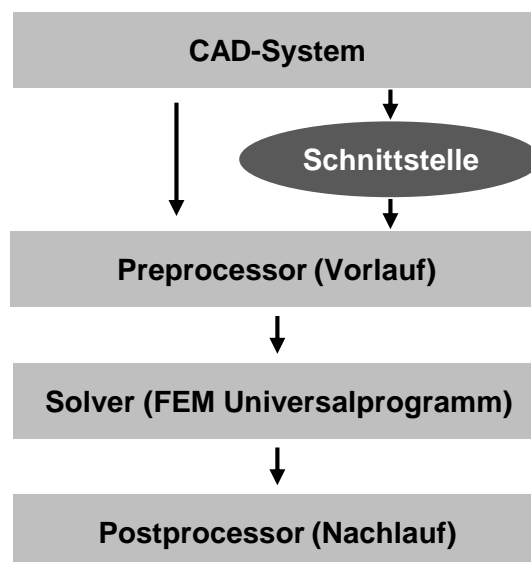 CAD-System
Schnittstelle
Preprocessor (Vorlauf)
Solver (FEM Universalprogramm)
Postprocessor (Nachlauf)